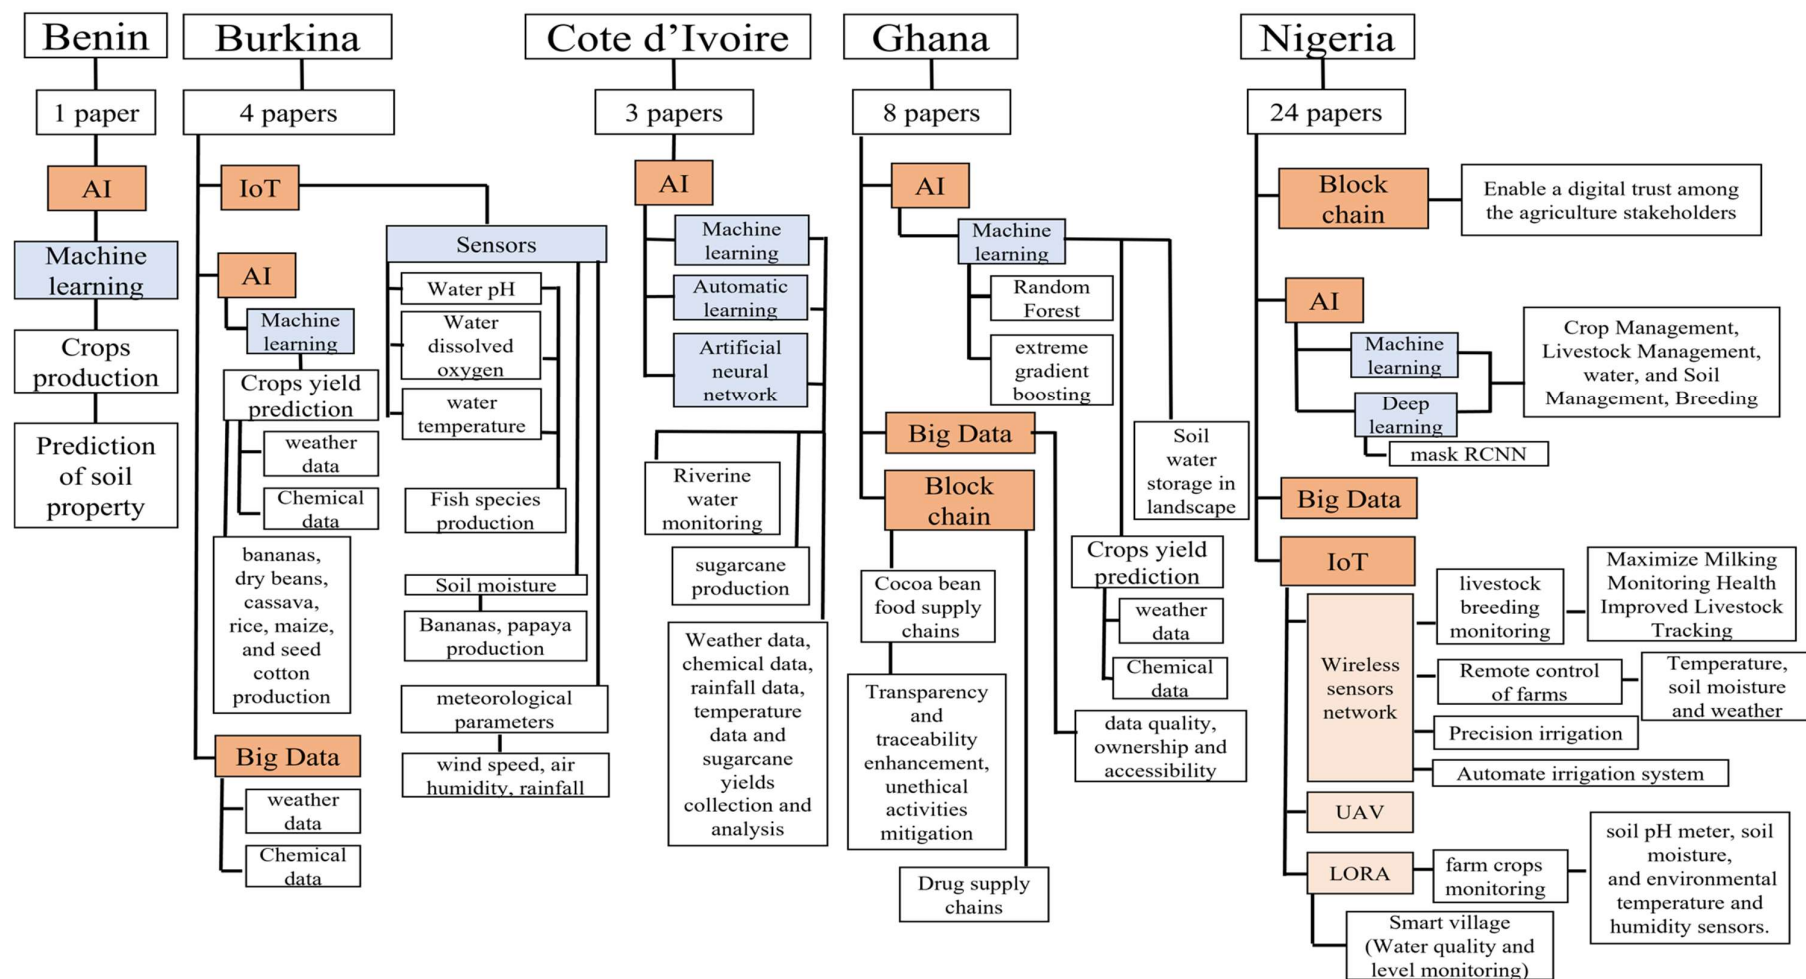 Benin
1 paper
AI
Machine
learning
Crops
production
Prediction
of soil
property
Burkina
4 papers
IoT
Sensors
Water pH
Water
dissolved
oxygen
water
temperature
Fish species
production
Soil moisture
Bananas, papaya
production
meteorological
parameters
wind speed, air
humidity, rainfall
AI
Machine
learning
Crops yield
prediction
weather
data
Chemical
data
bananas,
dry beans,
cassava,
rice, maize,
and seed
cotton
production
Big Data
weather
data
Chemical
data
Cote d'Ivoire
3 papers
AI
Machine
learning
Automatic
learning
Artificial
neural
network
Riverine
water
monitoring
sugarcane
production
Weather data,
chemical data,
rainfall data,
temperature
data and
sugarcane
yields
collection and
analysis
Ghana
8 papers
AI
Machine
learning
Random
Forest
extreme
gradient
boosting
Soil
water
storage in
landscape
Crops yield
prediction
weather
data
Chemical
data
Big Data
data quality,
ownership and
accessibility
Block
chain
Cocoa bean
food supply
chains
Transparency
and
traceability
enhancement,
unethical
activities
mitigation
Drug supply
chains
Nigeria
24 papers
Block
chain
Enable a digital trust among
the agriculture stakeholders
AI
Machine
learning
Deep
learning
mask RCNN
Crop Management,
Livestock Management,
water, and Soil
Management, Breeding
Big Data
IoT
Wireless
sensors
network
livestock
breeding
monitoring
Maximize Milking
Monitoring Health
Improved Livestock
Tracking
Remote control
of farms
Temperature,
soil moisture
and weather
Precision irrigation
Automate irrigation system
UAV
LORA
farm crops
monitoring
soil pH meter, soil
moisture,
and environmental
temperature and
humidity sensors.
Smart village
(Water quality and
level monitoring)